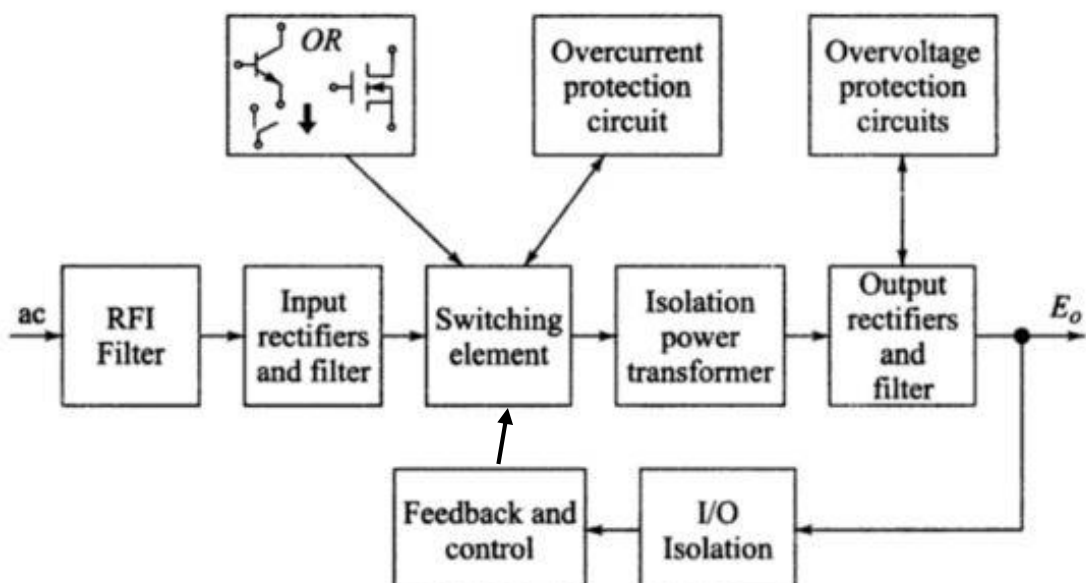 OR
Overcurrent
protection
circuit
Overvoltage
protection
circuits
ac
RFI
Filter
Input
rectifiers
and filter
Switching
element
Isolation
power
transformer
Output
rectifiers
and
filter
Eo
Feedback and
control
I/O
Isolation